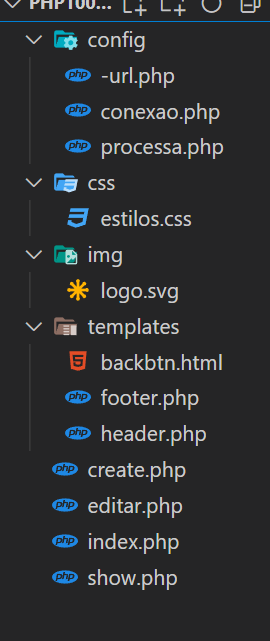 PHP100...
config
-url.php
conexao.php
processa.php
css
estilos.css
img
logo.svg
templates
backbtn.html
footer.php
header.php
create.php
editar.php
index.php
show.php